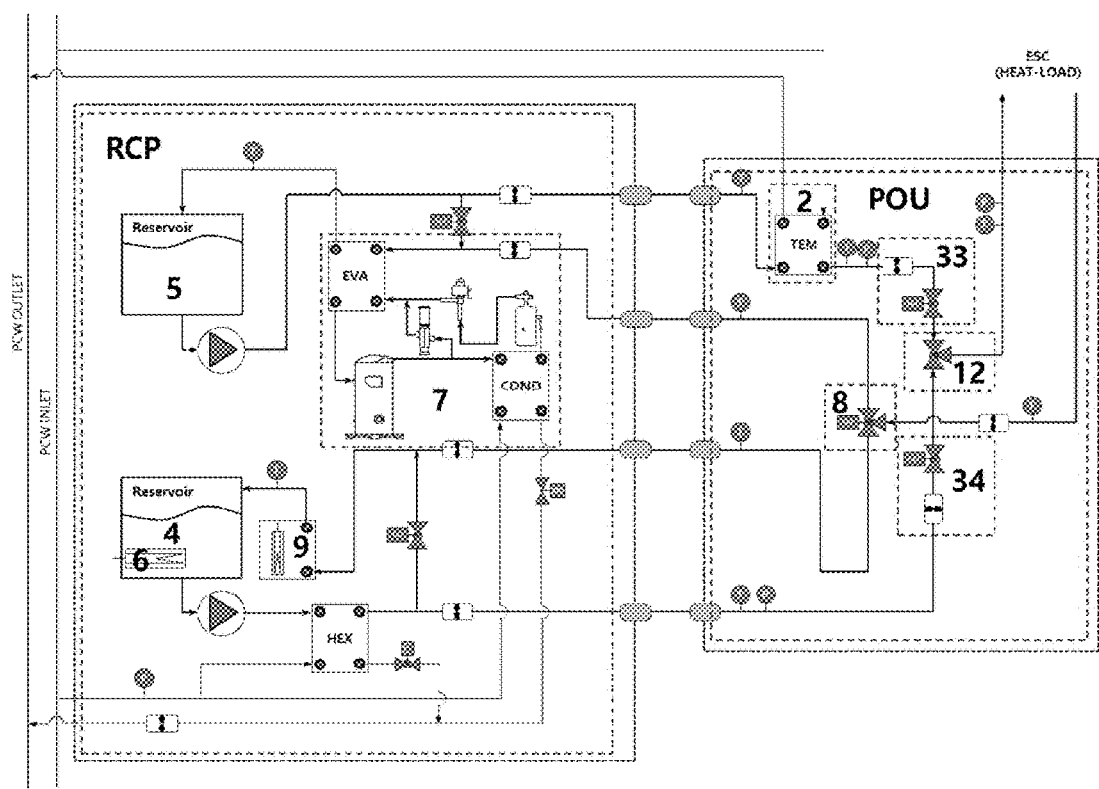 ESC
(HEAT-LOAD)
RCP
POU
2
TEM
33
Reservoir
5
EVA
12
COND
7
8
PCW OUTLET
PCW INLET
34
Reservoir
4
6
9
HEX